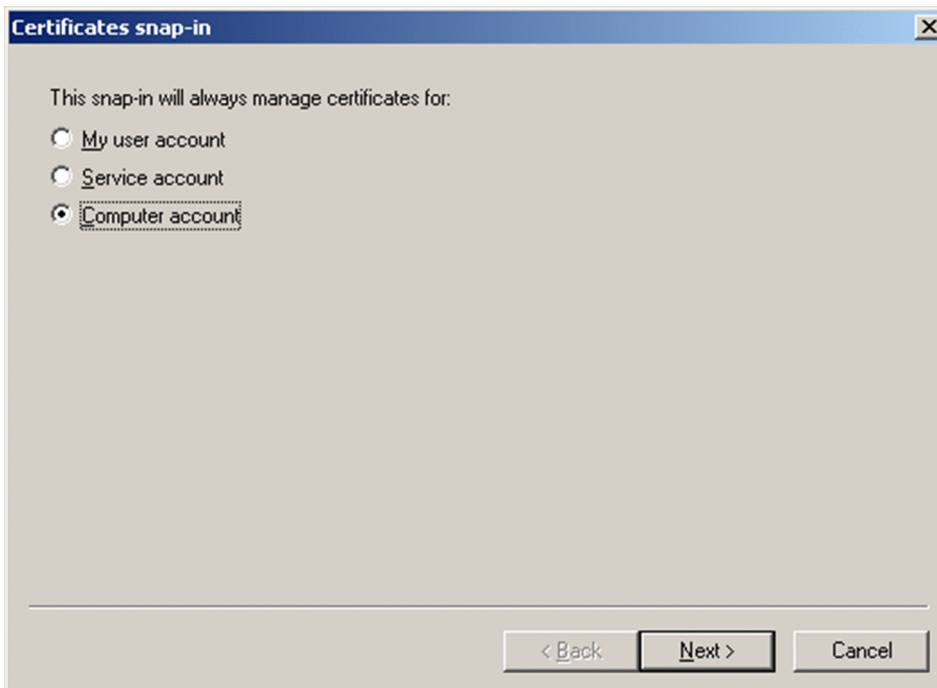 Certificates snap-in
This snap-in will always manage certificates for:
My user account
Service account
Computer account
< Back Next > Cancel